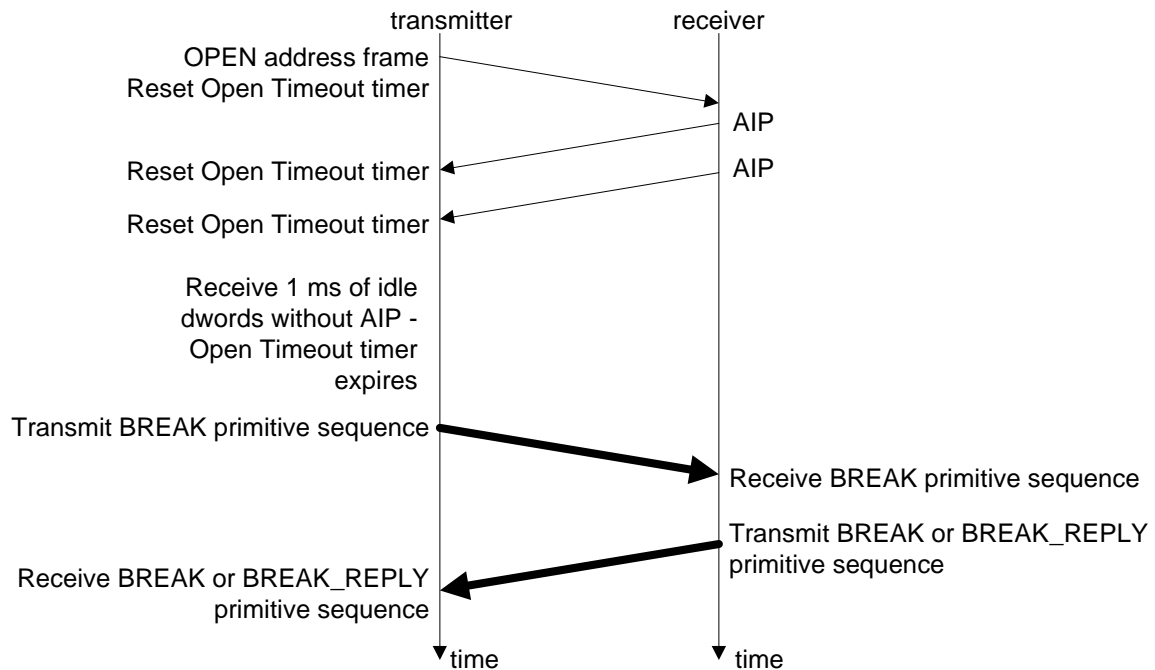 transmitter
receiver
OPEN address frame
Reset Open Timeout timer
AIP
Reset Open Timeout timer
AIP
Reset Open Timeout timer
Receive 1 ms of idle
dwords without AIP -
Open Timeout timer
expires
Transmit BREAK primitive sequence
Receive BREAK primitive sequence
Transmit BREAK or BREAK_REPLY
primitive sequence
Receive BREAK or BREAK_REPLY
primitive sequence
time
time